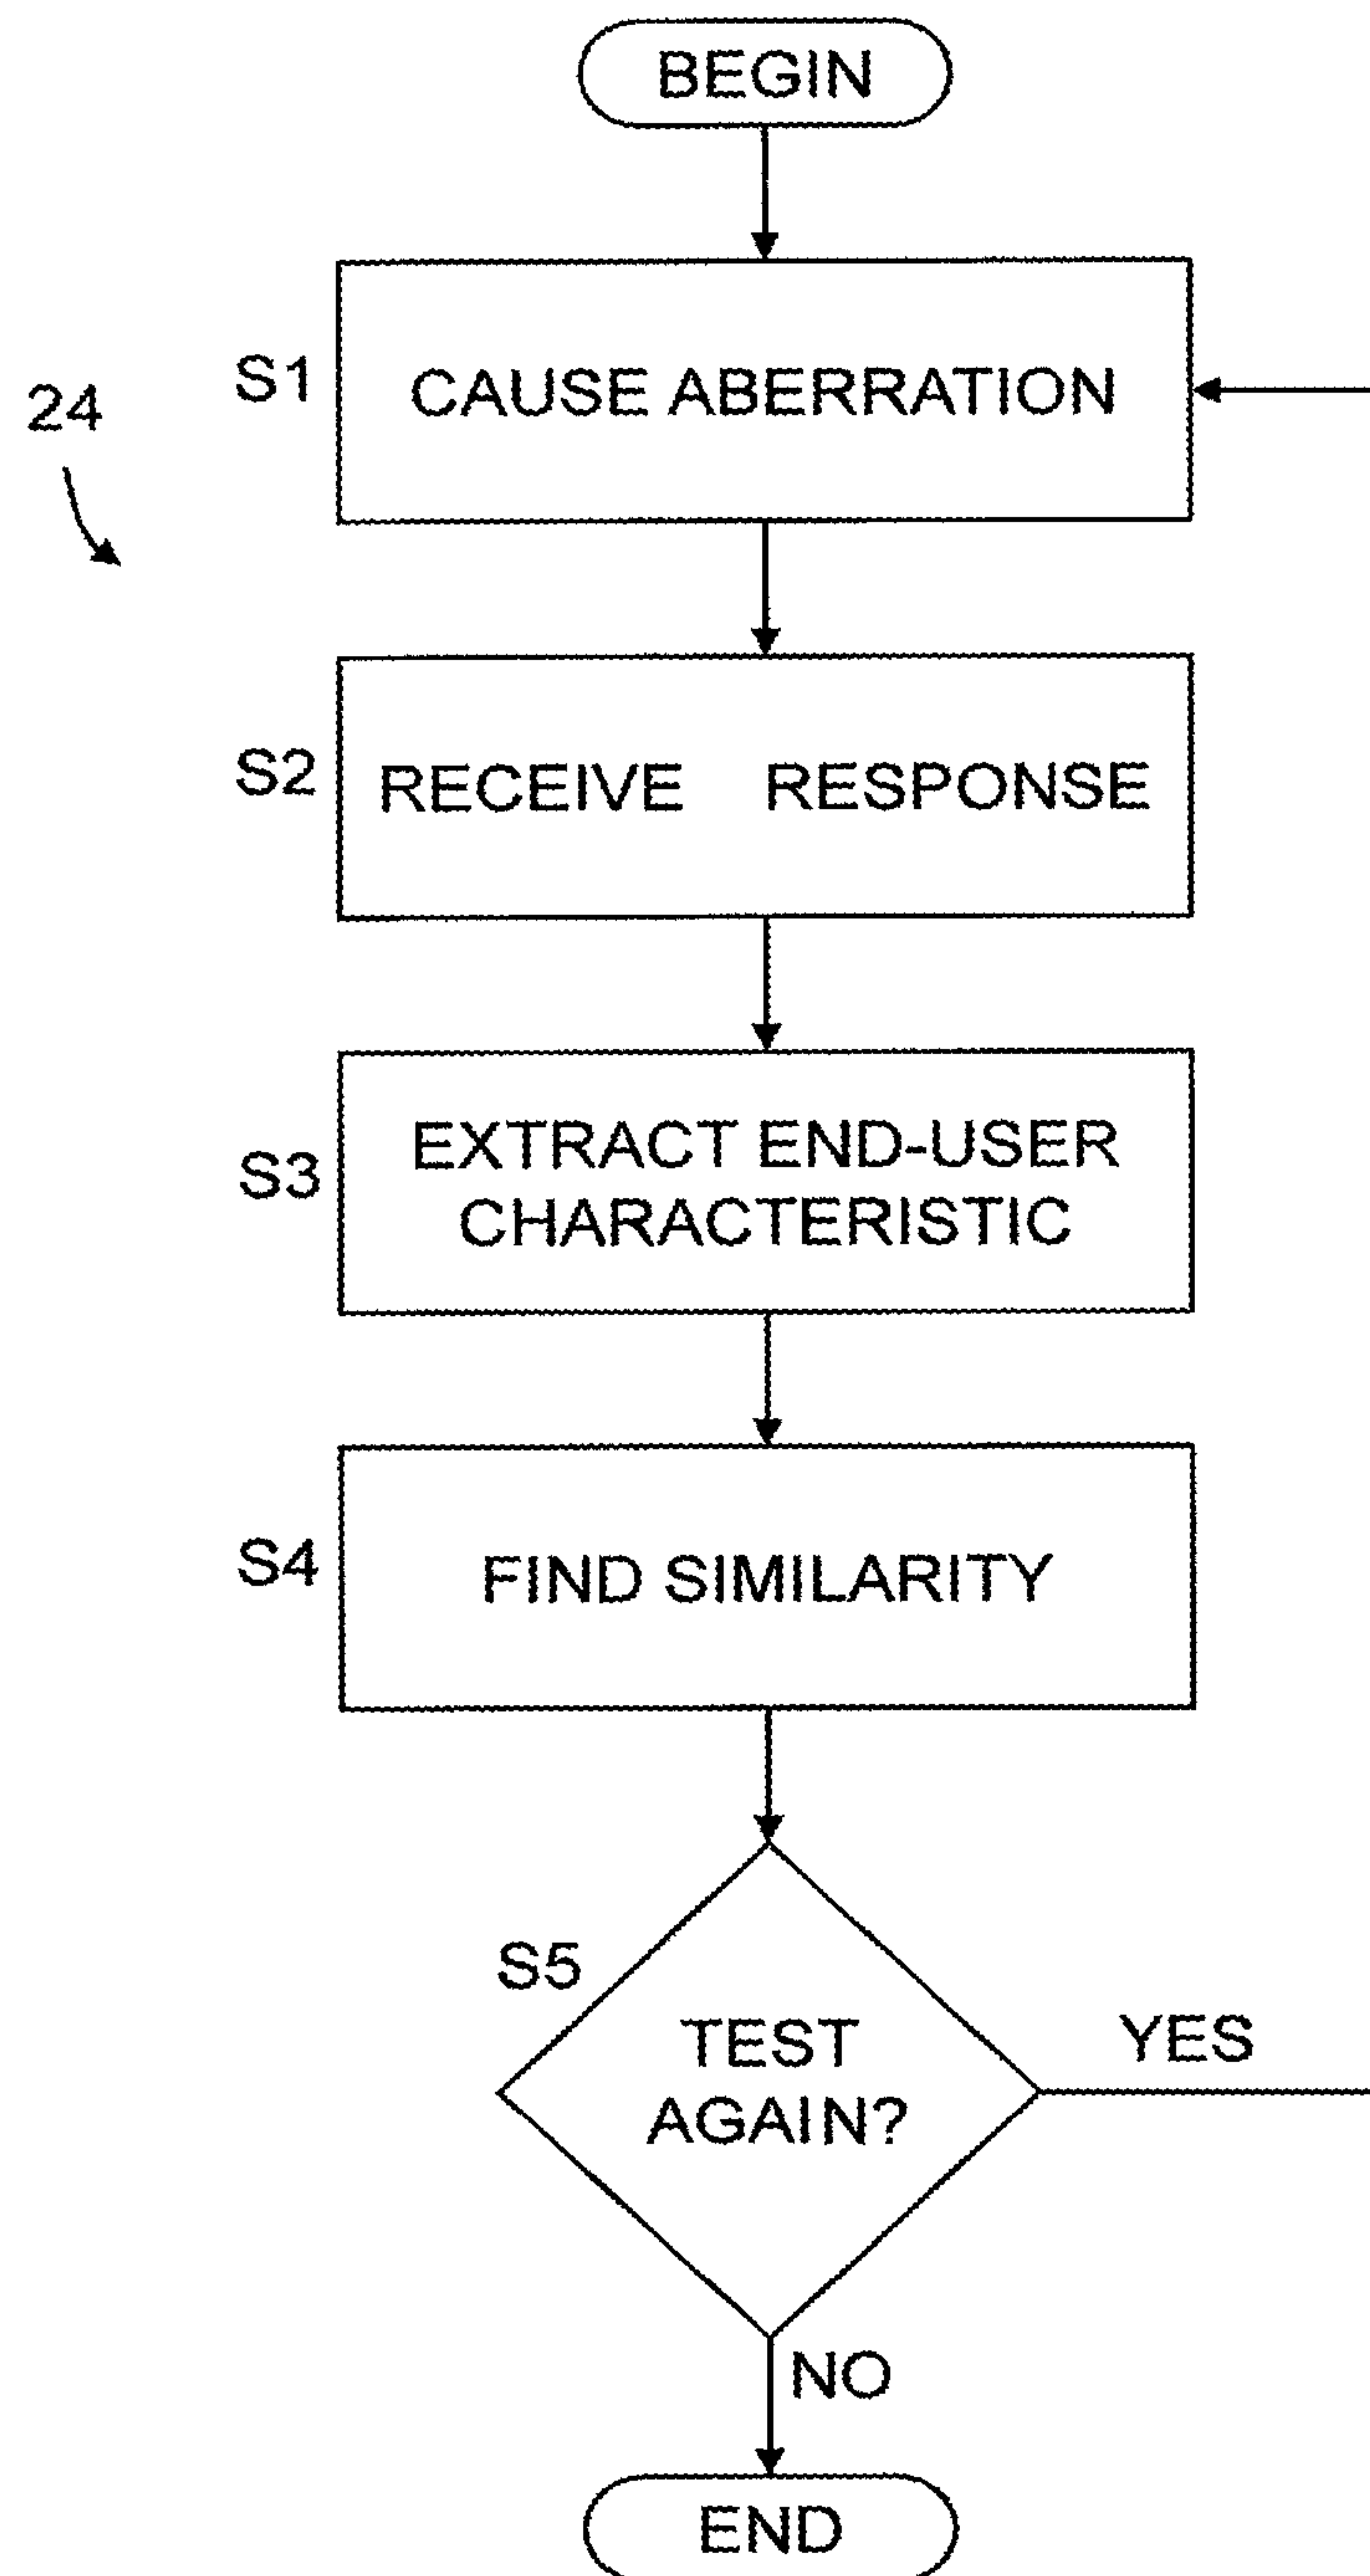 BEGIN
S1
CAUSE ABERRATION
24
S2
RECEIVE RESPONSE
S3
EXTRACT END-USER
CHARACTERISTIC
S4
FIND SIMILARITY
S5
TEST
AGAIN?
YES
NO
END